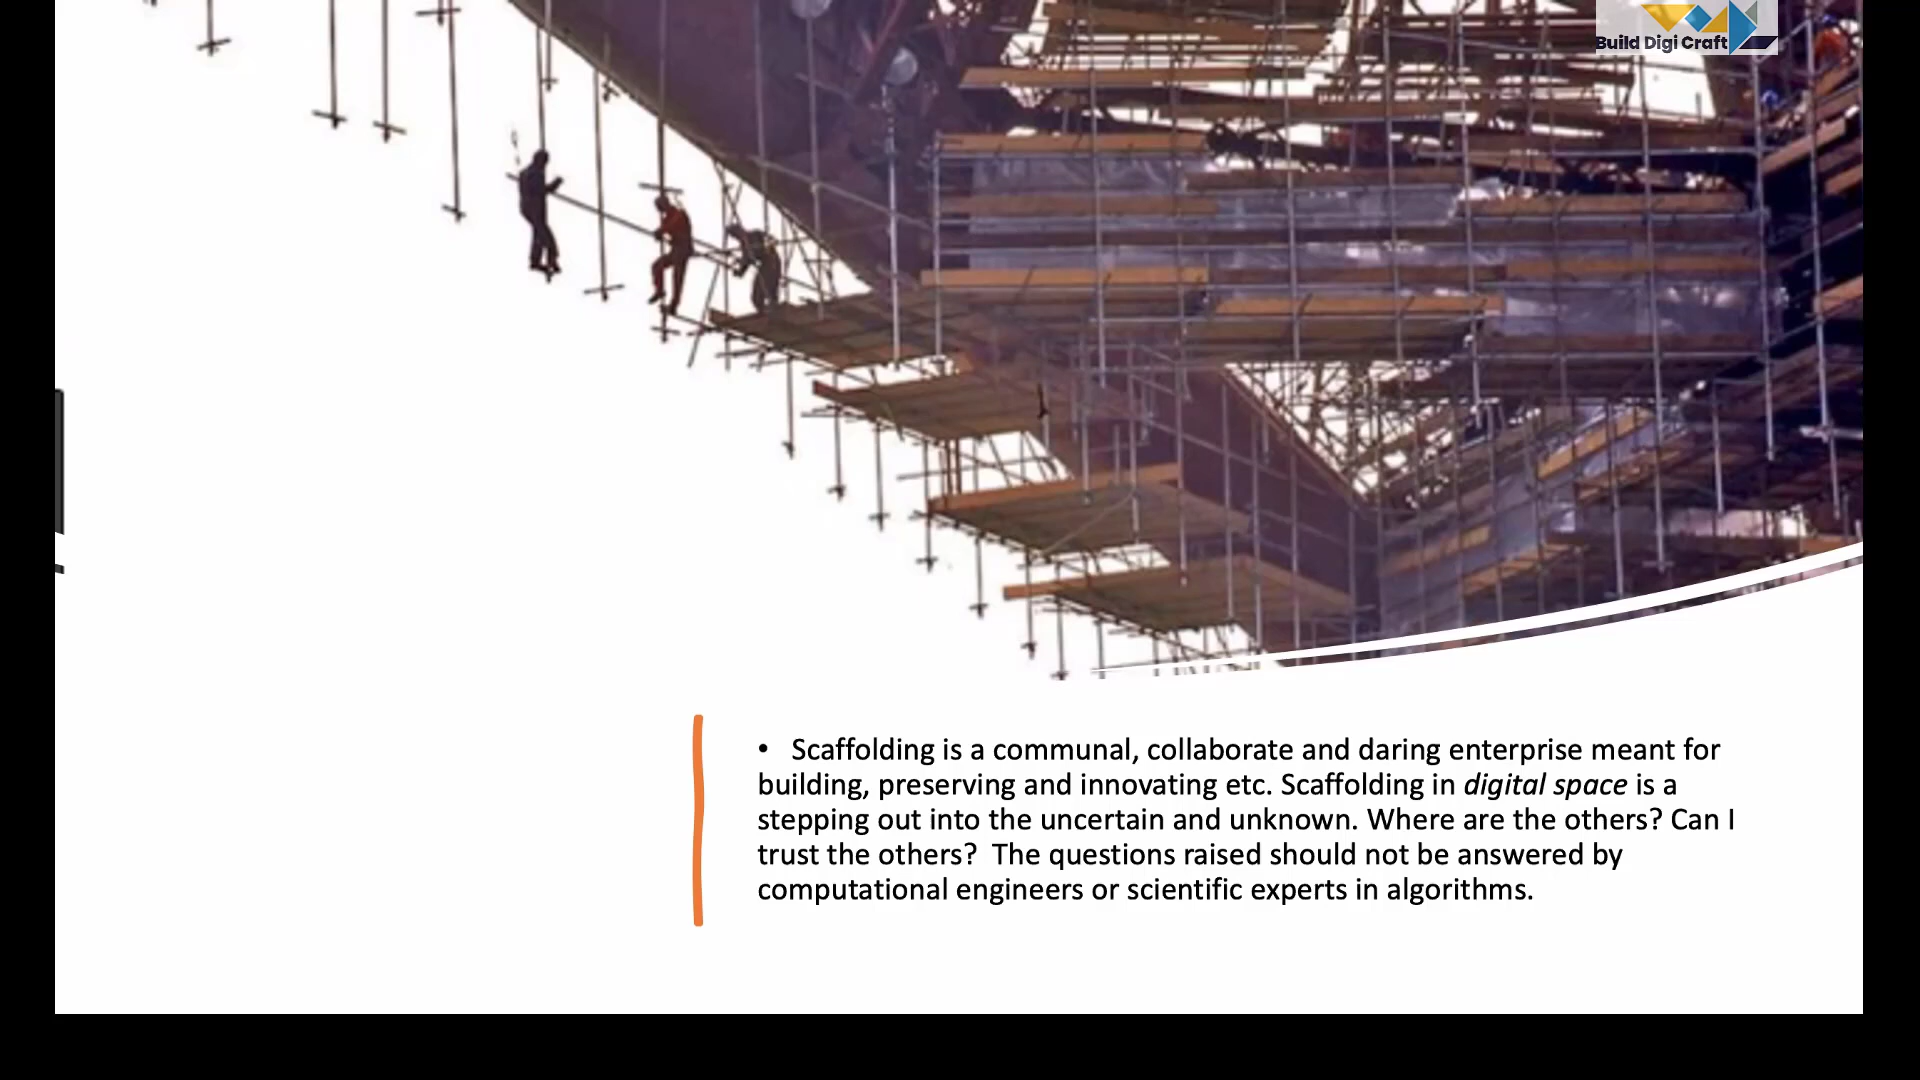 Build Digi Craft
• Scaffolding is a communal, collaborate and daring enterprise meant for
building, preserving and innovating etc. Scaffolding in digital space is a
stepping out into the uncertain and unknown. Where are the others? Can I
trust the others?  The questions raised should not be answered by
computational engineers or scientific experts in algorithms.